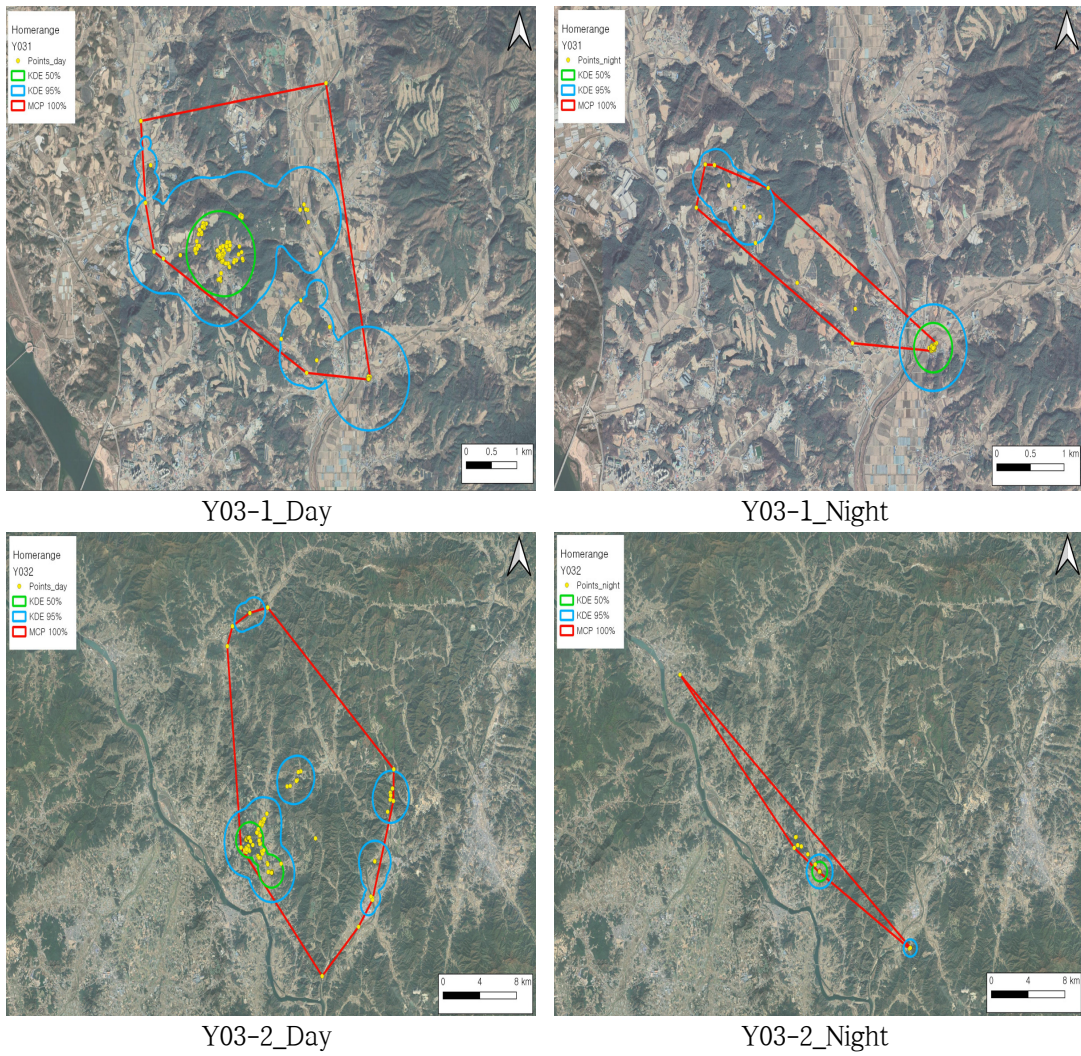 Homerange
Y031
Points_day
KDE 50%
KDE 95%
MCP 100%
0 0.5 1 km
Y03-1_Day
Homerange
Y031
Points_night
KDE 50%
KDE 95%
MCP 100%
0 0.5 1 km
Y03-1_Night
Homerange
Y032
Points_day
KDE 50%
KDE 95%
MCP 100%
0 4 8 km
Y03-2_Day
Homerange
Y032
Points_night
KDE 50%
KDE 95%
MCP 100%
0 4 8 km
Y03-2_Night